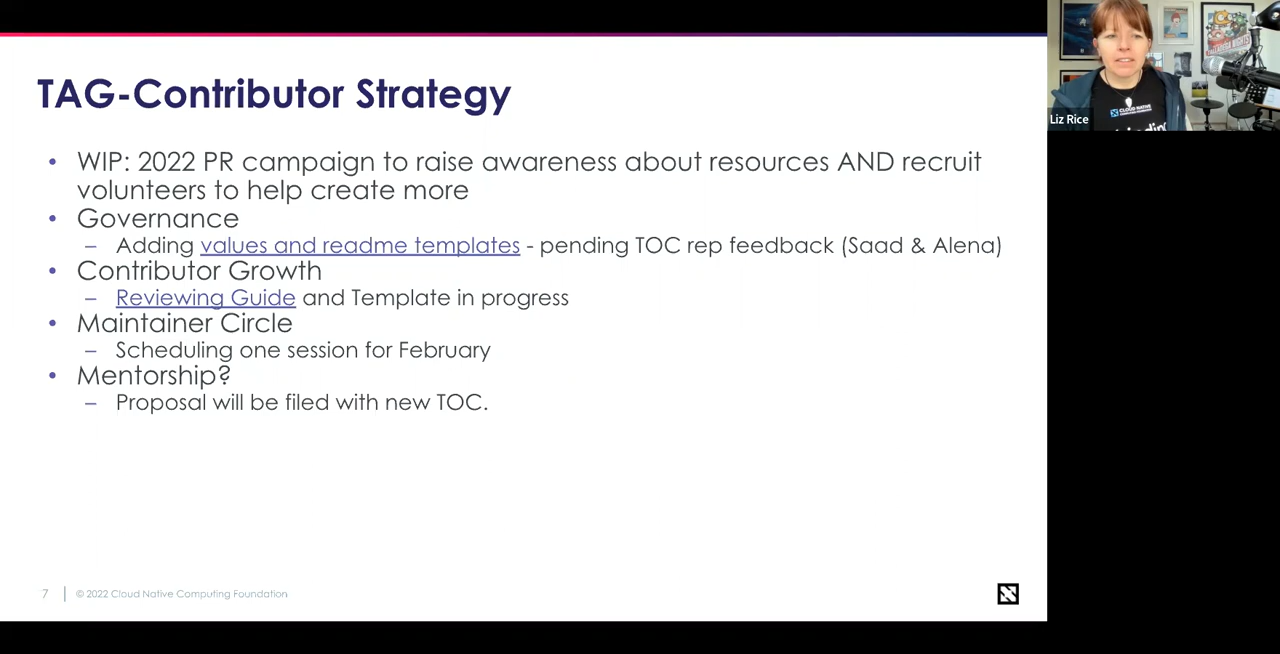 TAG-Contributor Strategy
• WIP: 2022 PR campaign to raise awareness about resources AND recruit
volunteers to help create more
• Governance
– Adding values and readme templates - pending TOC rep feedback (Saad & Alena)
• Contributor Growth
– Reviewing Guide and Template in progress
• Maintainer Circle
– Scheduling one session for February
• Mentorship?
– Proposal will be filed with new TOC.
7
© 2022 Cloud Native Computing Foundation
Liz Rice
CLOUD NATIVE